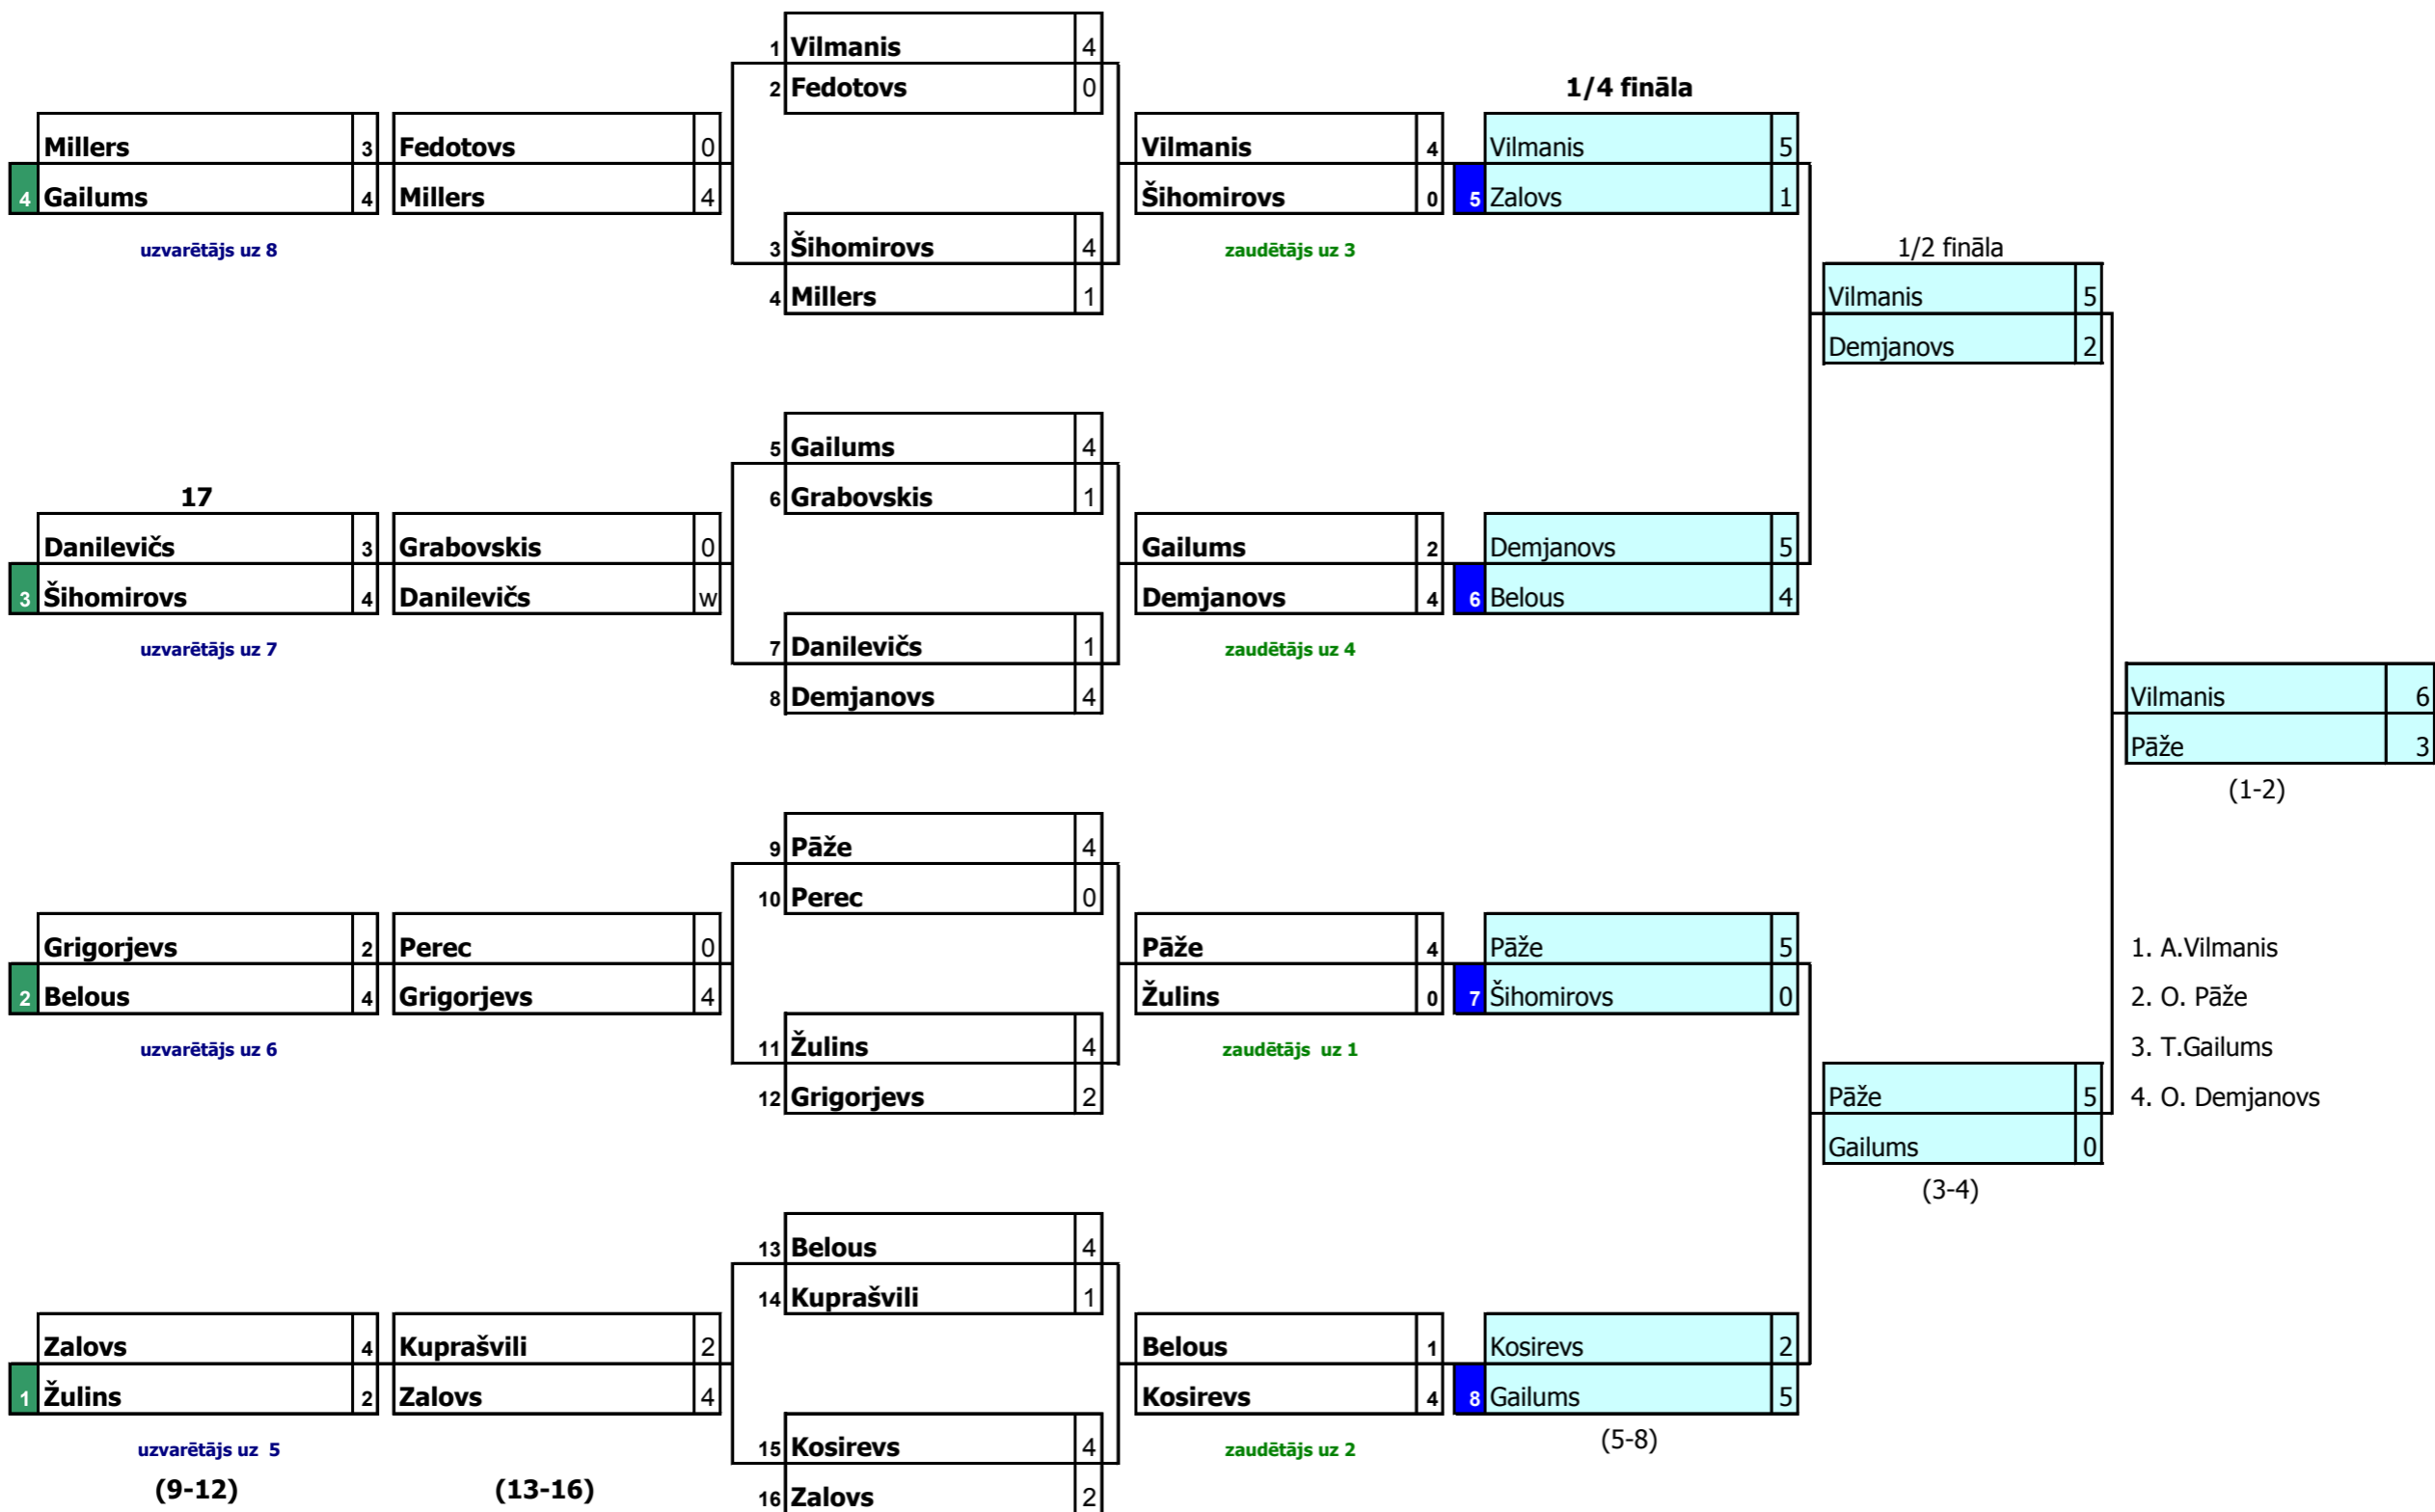 1 Vilmanis 4
2 Fedotovs 0
1/4 fināla
Millers 3 Fedotovs 0 Vilmanis 4 Vilmanis 5
4 Gailums 4 Millers 4 Šihomirovs 0 5 Zalovs 1
uzvarētājs uz 8 3 Šihomirovs 4 zaudētājs uz 3 1/2 fināla
4 Millers 1 Vilmanis 5
Demjanovs 2
5 Gailums 4
17 6 Grabovskis 1
Danilevičs 3 Grabovskis 0 Gailums 2 Demjanovs 5
3 Šihomirovs 4 Danilevičs w Demjanovs 4 6 Belous 4
uzvarētājs uz 7 7 Danilevičs 1 zaudētājs uz 4
8 Demjanovs 4 Vilmanis 6
Pāže 3
(1-2)
9 Pāže 4
10 Perec 0
Grigorjevs 2 Perec 0 Pāže 4 Pāže 5 1. A.Vilmanis
2 Belous 4 Grigorjevs 4 Žulins 0 7 Šihomirovs 0 2. O. Pāže
uzvarētājs uz 6 11 Žulins 4 zaudētājs uz 1 3. T.Gailums
12 Grigorjevs 2 Pāže 5 4. O. Demjanovs
Gailums 0
(3-4)
13 Belous 4
14 Kuprašvili 1
Zalovs 4 Kuprašvili 2 Belous 1 Kosirevs 2
1 Žulins 2 Zalovs 4 Kosirevs 4 8 Gailums 5
uzvarētājs uz 5 15 Kosirevs 4 zaudētājs uz 2 (5-8)
(9-12) (13-16) 16 Zalovs 2